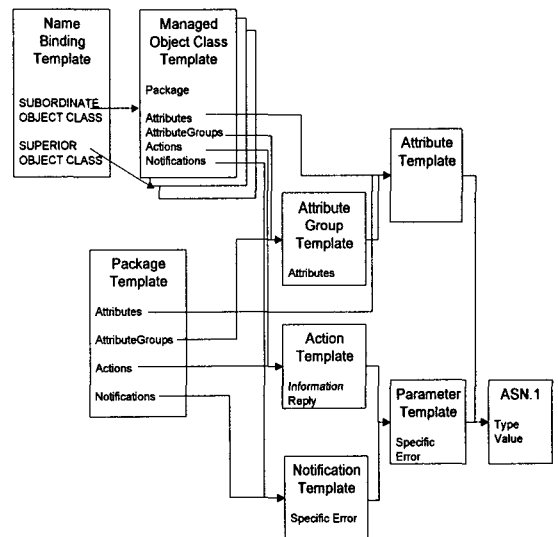 Name
Binding
Template
SUBORDINATE
OBJECT CLASS
SUPERIOR
OBJECT CLASS
Managed
Object Class
Template
Package
Attributes
AttributeGroups
Actions
Notifications
Attribute
Template
Attribute
Group
Template
Attributes
Package
Template
Attributes
AttributeGroups
Actions
Notifications
Action
Template
Information
Reply
Parameter
Template
Specific
Error
ASN.1
Type
Value
Notification
Template
Specific Error